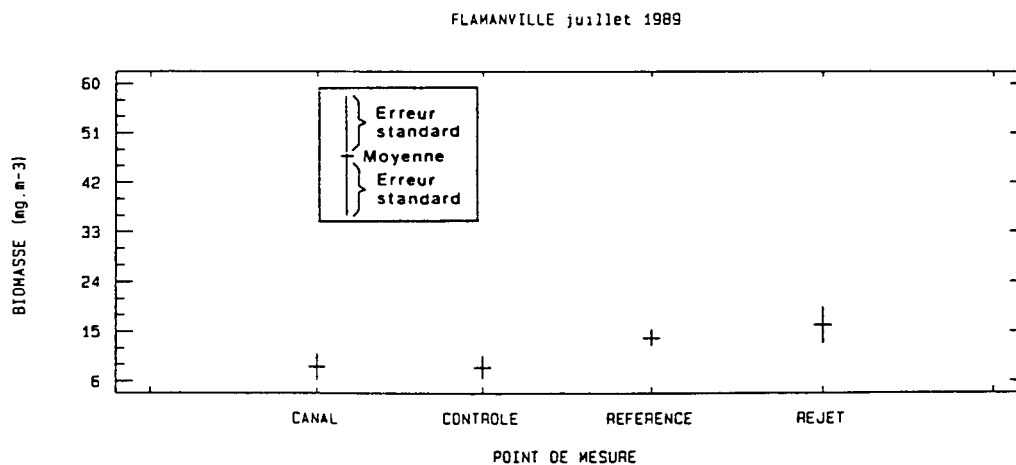 FLAMANVILLE juillet 1989
BIOMASSE (mg.m-3)
60
51
42
33
24
15
6
Erreur
standard
Moyenne
Erreur
standard
CANAL
CONTROLE
REFERENCE
REJET
POINT DE MESURE